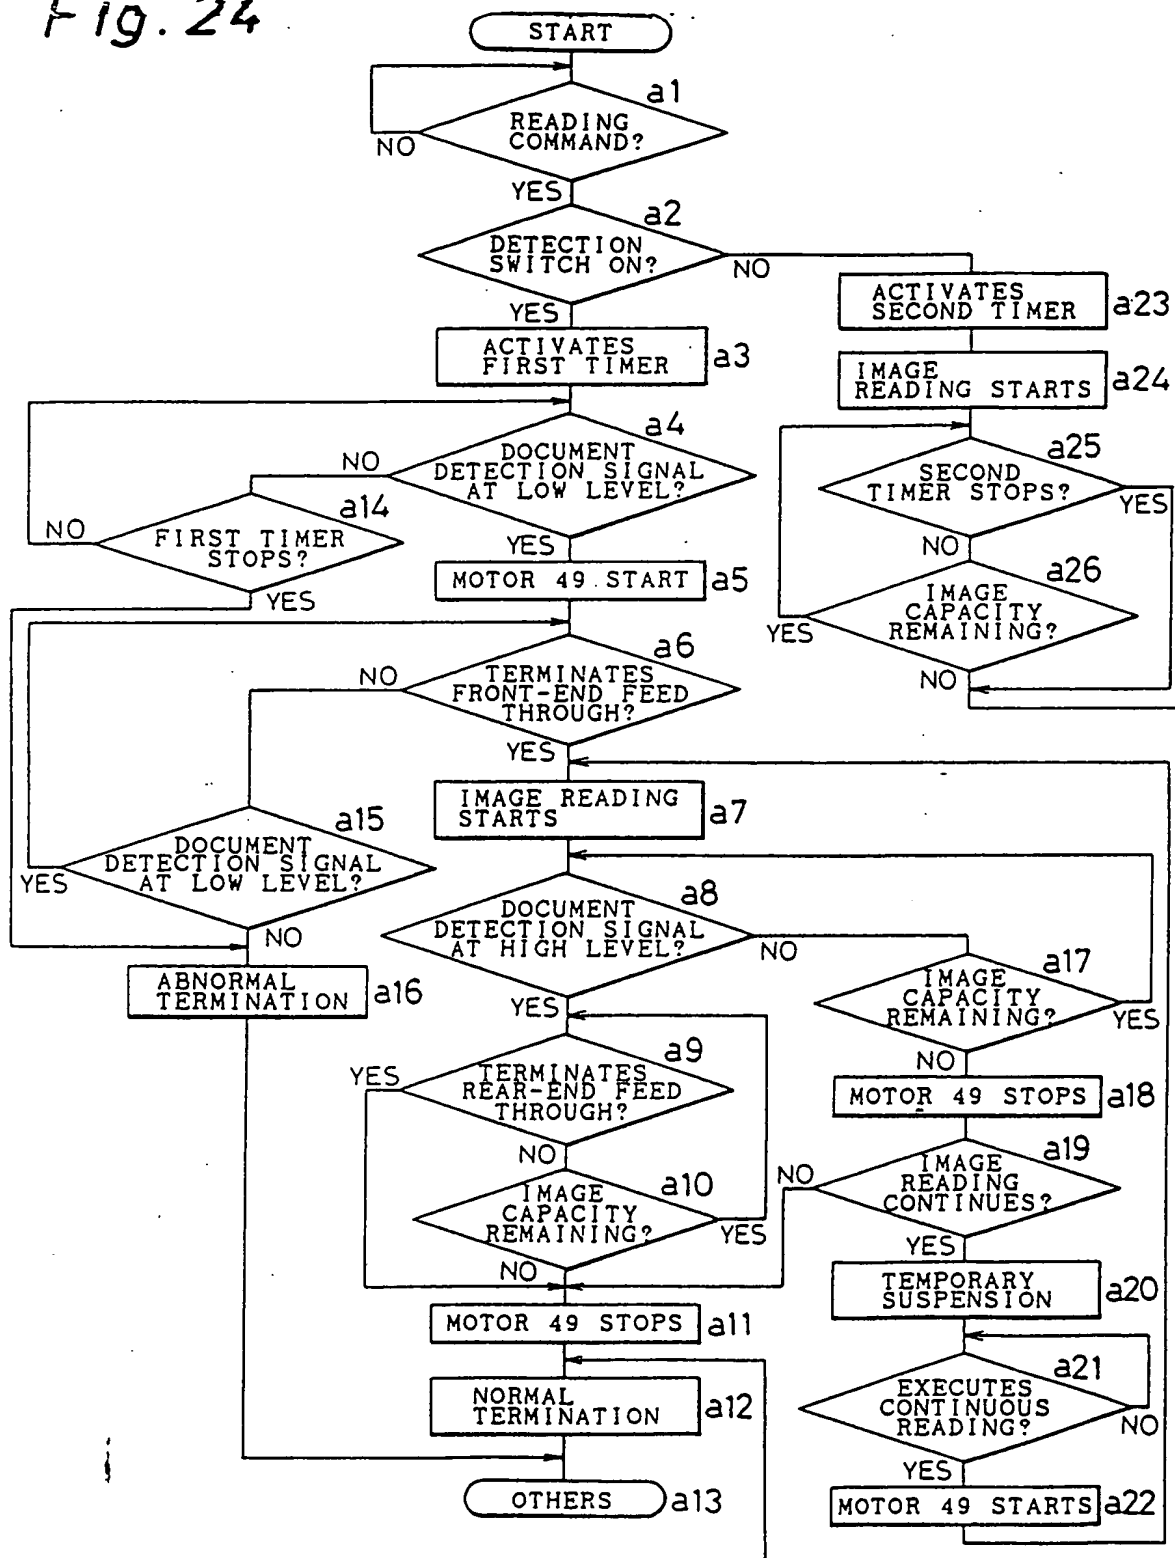 Fig. 24
START
a1
READING
COMMAND?
NO
YES
a2
DETECTION
SWITCH ON?
NO
YES
ACTIVATES
FIRST TIMER
a3
ACTIVATES
SECOND TIMER
a23
IMAGE
READING STARTS
a24
a4
DOCUMENT
DETECTION SIGNAL
AT LOW LEVEL?
NO
YES
a14
FIRST TIMER
STOPS?
NO
YES
a25
SECOND
TIMER STOPS?
YES
NO
a26
IMAGE
CAPACITY
REMAINING?
YES
NO
MOTOR 49 START
a5
a6
TERMINATES
FRONT-END FEED
THROUGH?
NO
YES
IMAGE READING
STARTS
a7
a15
DOCUMENT
DETECTION SIGNAL
AT LOW LEVEL?
YES
NO
ABNORMAL
TERMINATION
a16
a8
DOCUMENT
DETECTION SIGNAL
AT HIGH LEVEL?
NO
YES
a17
IMAGE
CAPACITY
REMAINING?
YES
NO
a9
TERMINATES
REAR-END FEED
THROUGH?
YES
NO
MOTOR 49 STOPS
a18
a10
IMAGE
CAPACITY
REMAINING?
YES
NO
a19
IMAGE
READING
CONTINUES?
NO
YES
TEMPORARY
SUSPENSION
a20
MOTOR 49 STOPS
a11
a21
EXECUTES
CONTINUOUS
READING?
NO
YES
NORMAL
TERMINATION
a12
OTHERS
a13
MOTOR 49 STARTS
a22